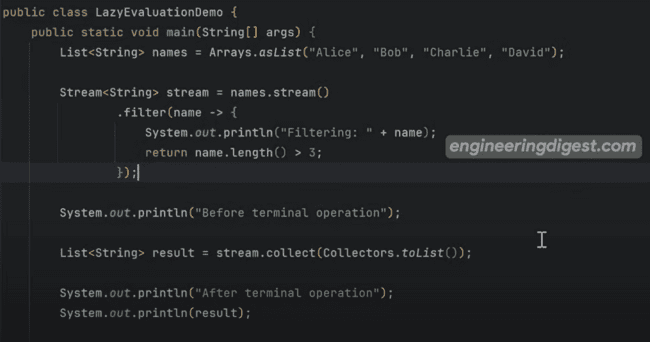 public class LazyEvaluationDemo {
    public static void main(String[] args) {
        List<String> names = Arrays.asList("Alice", "Bob", "Charlie", "David");
        Stream<String> stream = names.stream()
                .filter(name -> {
                    System.out.println("Filtering: " + name);
                    return name.length() > 3;
                });
engineeringdigest.com
        System.out.println("Before terminal operation");
        List<String> result = stream.collect(Collectors.toList());
        System.out.println("After terminal operation");
        System.out.println(result);